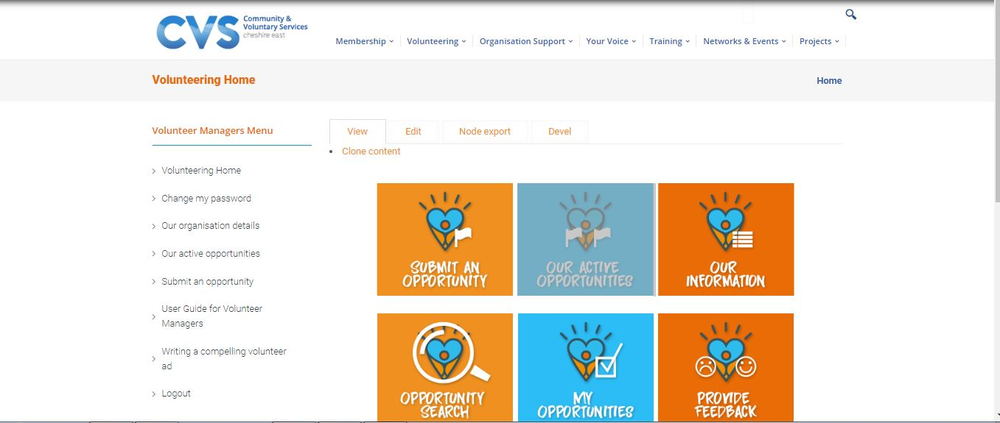 CVS
Community &
Voluntary Services
cheshire east
Membership
Volunteering
Organisation Support
Your Voice
Training
Networks & Events
Projects
Volunteering Home
Home
Volunteer Managers Menu
Volunteering Home
Change my password
Our organisation details
Our active opportunities
Submit an opportunity
User Guide for Volunteer
Managers
Writing a compelling volunteer
ad
Logout
View
Edit
Node export
Devel
Clone content
SUBMIT AN
OPPORTUNITY
OUR ACTIVE
OPPORTUNITIES
OUR
INFORMATION
OPPORTUNITY
SEARCH
MY
OPPORTUNITIES
PROVIDE
FEEDBACK